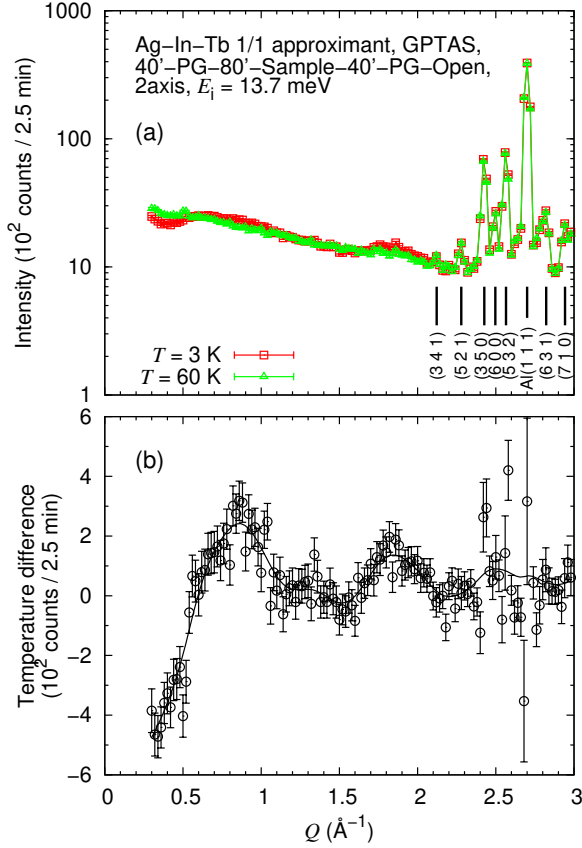 1000
100
10
1
Intensity (10² counts / 2.5 min)
Ag−In−Tb 1/1 approximant, GPTAS,
40'−PG−80'−Sample−40'−PG−Open,
2axis, Eᵢ = 13.7 meV
(a)
T = 3 K
T = 60 K
(3 4 1)
(5 2 1)
(3 5 0)
(6 0 0)
(5 3 2)
Al(1 1 1)
(6 3 1)
(7 1 0)
6
4
2
0
−2
−4
−6
Temperature difference
(10² counts / 2.5 min)
(b)
0 0.5 1 1.5 2 2.5 3
Q (Å⁻¹)